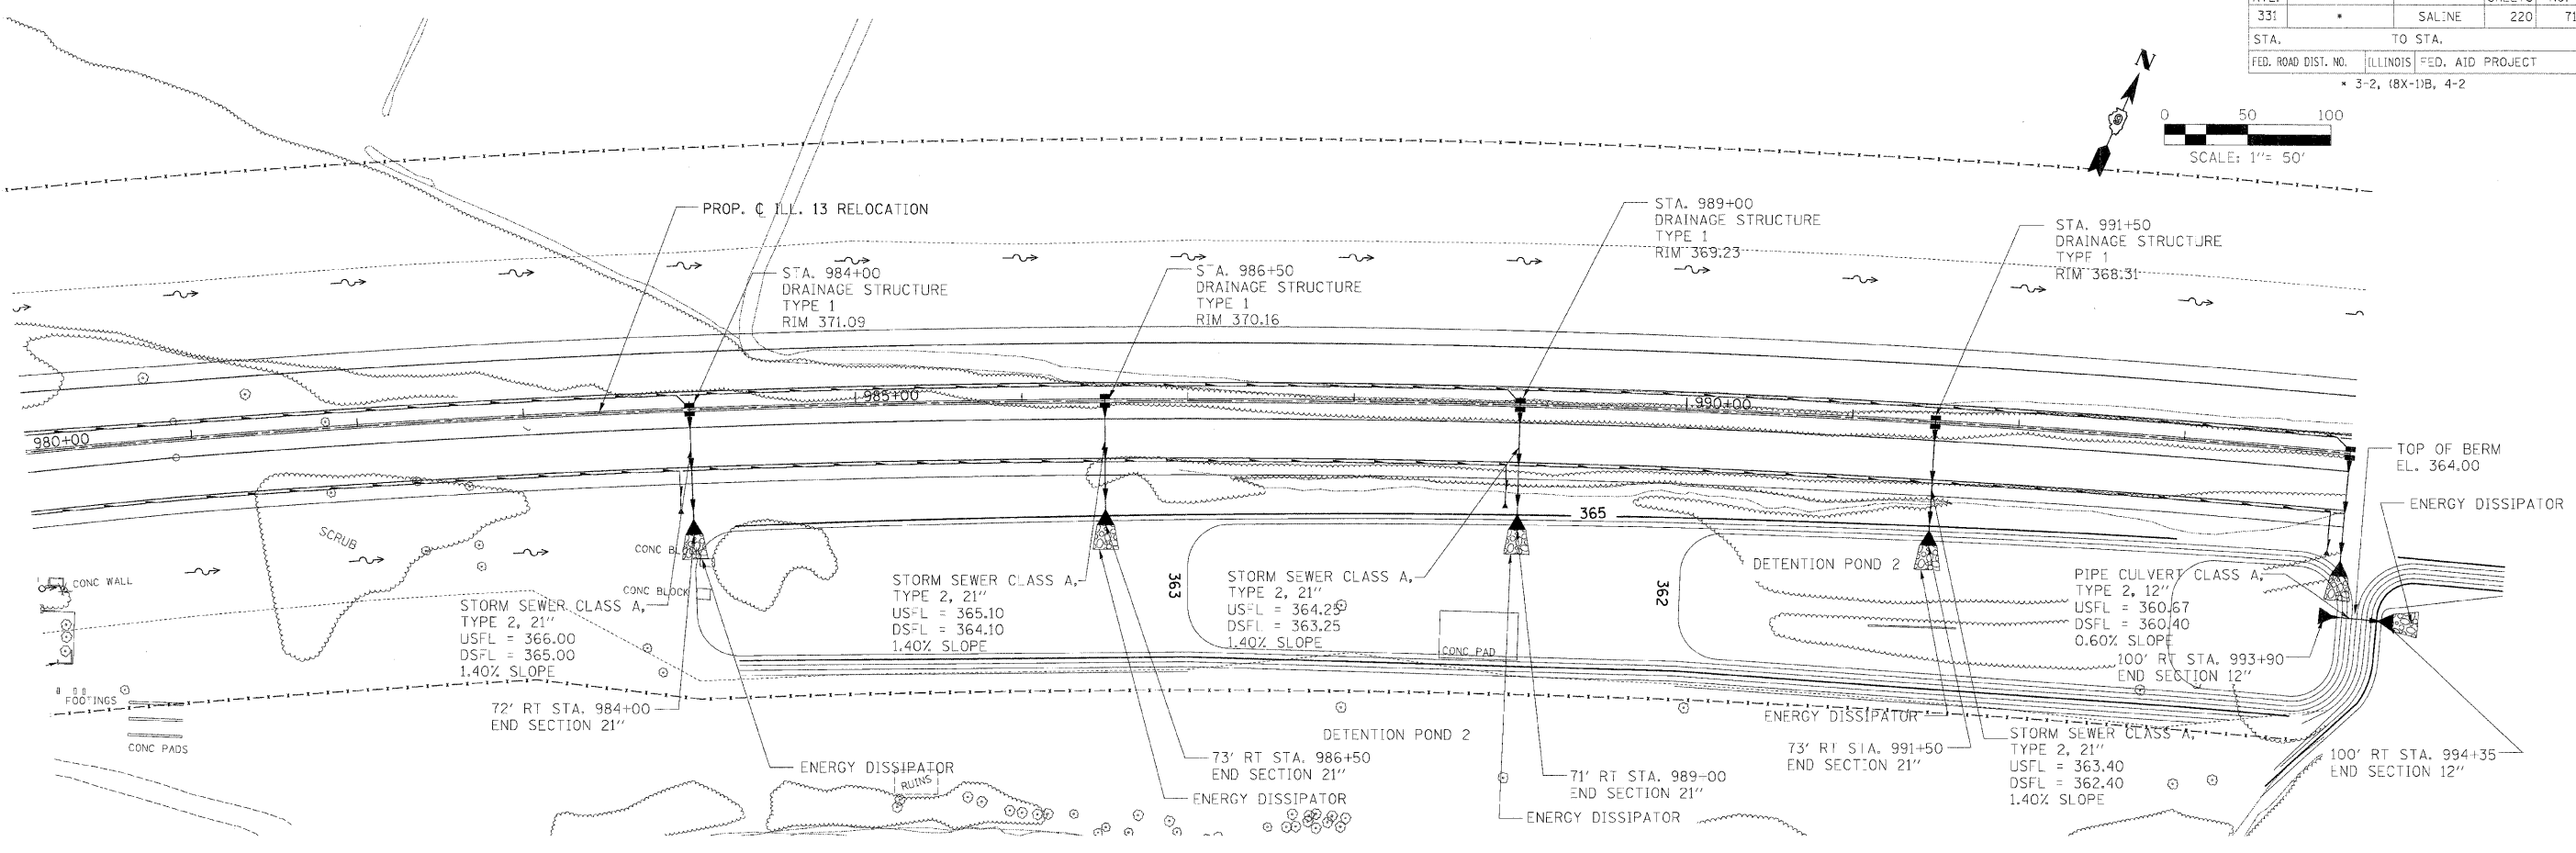 331 * SALINE 220 71
STA. TO STA.
FED. ROAD DIST. NO. ILLINOIS FED. AID PROJECT
* 3-2, (8X-1)B, 4-2
N
0 50 100
SCALE: 1"= 50'
PROP. ℄ ILL. 13 RELOCATION
STA. 984+00
DRAINAGE STRUCTURE
TYPE 1
RIM 371.09
STA. 986+50
DRAINAGE STRUCTURE
TYPE 1
RIM 370.16
STA. 989+00
DRAINAGE STRUCTURE
TYPE 1
RIM 369.23
STA. 991+50
DRAINAGE STRUCTURE
TYPE 1
RIM 368.31
980+00
985+00
990+00
TOP OF BERM
EL. 364.00
ENERGY DISSIPATOR
365
SCRUB
CONC BLOCK
CONC BLOCK
CONC WALL
363
362
DETENTION POND 2
STORM SEWER CLASS A,
TYPE 2, 21"
USFL = 366.00
DSFL = 365.00
1.40% SLOPE
STORM SEWER CLASS A,
TYPE 2, 21"
USFL = 365.10
DSFL = 364.10
1.40% SLOPE
STORM SEWER CLASS A,
TYPE 2, 21"
USFL = 364.25
DSFL = 363.25
1.40% SLOPE
CONC PAD
PIPE CULVERT CLASS A,
TYPE 2, 12"
USFL = 360.67
DSFL = 360.40
0.60% SLOPE
100' RT STA. 993+90
END SECTION 12"
FOOTINGS
CONC PADS
72' RT STA. 984+00
END SECTION 21"
ENERGY DISSIPATOR
RUINS
73' RT STA. 986+50
END SECTION 21"
ENERGY DISSIPATOR
DETENTION POND 2
71' RT STA. 989+00
END SECTION 21"
ENERGY DISSIPATOR
ENERGY DISSIPATOR
73' RT STA. 991+50
END SECTION 21"
STORM SEWER CLASS A,
TYPE 2, 21"
USFL = 363.40
DSFL = 362.40
1.40% SLOPE
100' RT STA. 994+35
END SECTION 12"